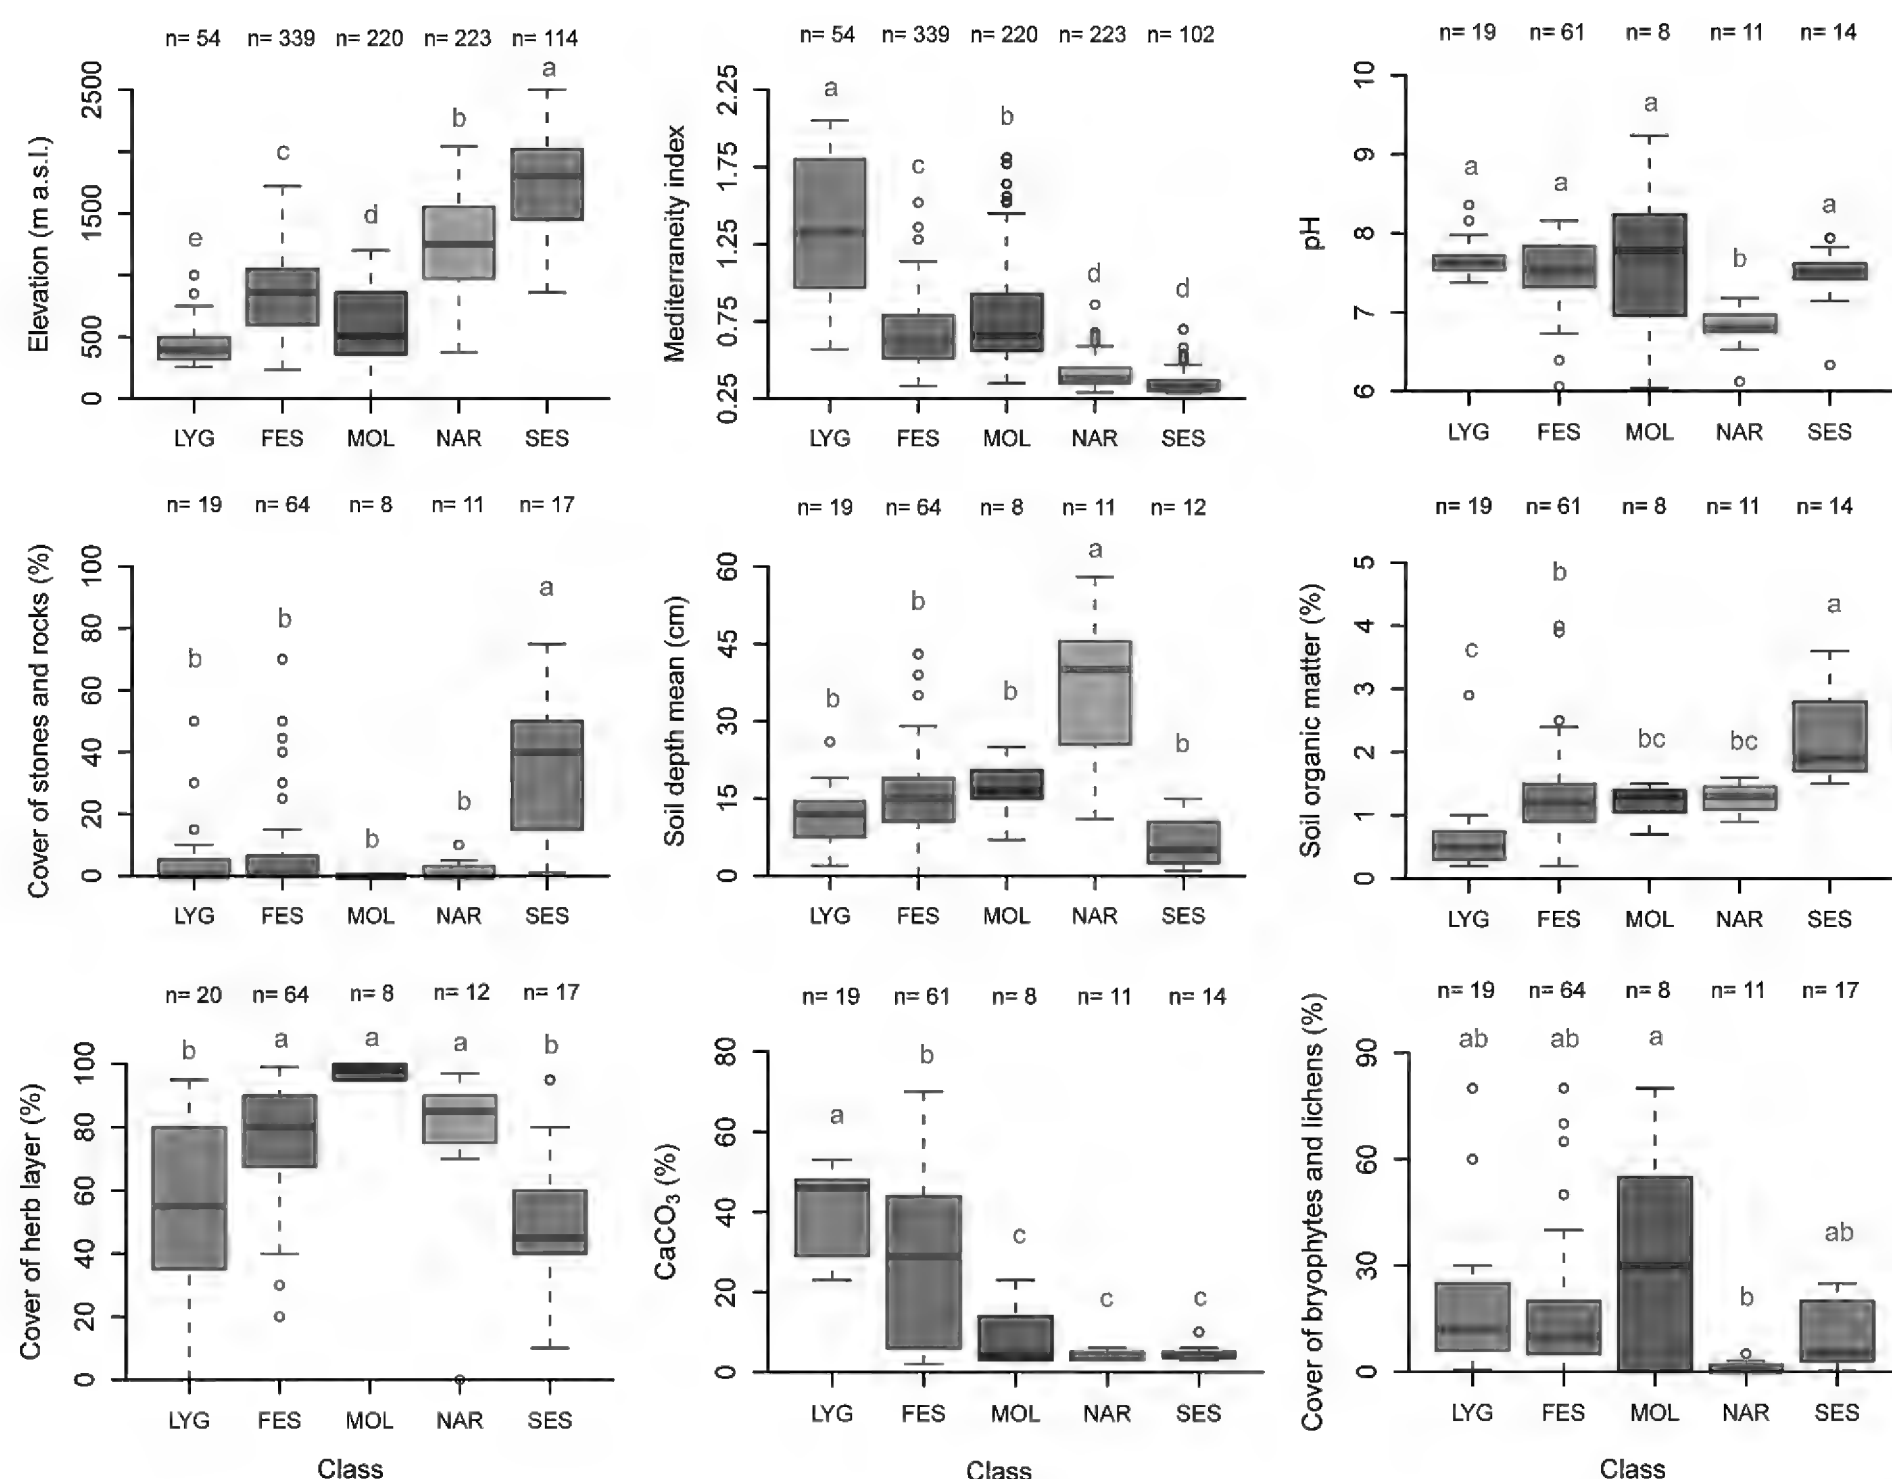 n= 54 n= 339 n= 220 n= 223 n= 114
Elevation (m a.s.l.)
2500
1500
500
0
e c d b a
LYG FES MOL NAR SES
n= 54 n= 339 n= 220 n= 223 n= 102
Mediterraneity index
2.25
1.75
1.25
0.75
0.25
a c b d d
LYG FES MOL NAR SES
n= 19 n= 61 n= 8 n= 11 n= 14
pH
10
9
8
7
6
a a a b a
LYG FES MOL NAR SES
n= 19 n= 64 n= 8 n= 11 n= 17
Cover of stones and rocks (%)
100
80
60
40
20
0
b b b b a
LYG FES MOL NAR SES
n= 19 n= 64 n= 8 n= 11 n= 12
Soil depth mean (cm)
60
45
30
15
0
b b b a b
LYG FES MOL NAR SES
n= 19 n= 61 n= 8 n= 11 n= 14
Soil organic matter (%)
5
4
3
2
1
0
c b bc bc a
LYG FES MOL NAR SES
n= 20 n= 64 n= 8 n= 12 n= 17
Cover of herb layer (%)
100
80
60
40
20
0
b a a a b
LYG FES MOL NAR SES
Class
n= 19 n= 61 n= 8 n= 11 n= 14
CaCO₃ (%)
80
60
40
20
0
a b c c c
LYG FES MOL NAR SES
Class
n= 19 n= 64 n= 8 n= 11 n= 17
Cover of bryophytes and lichens (%)
90
60
30
0
ab ab a b ab
LYG FES MOL NAR SES
Class